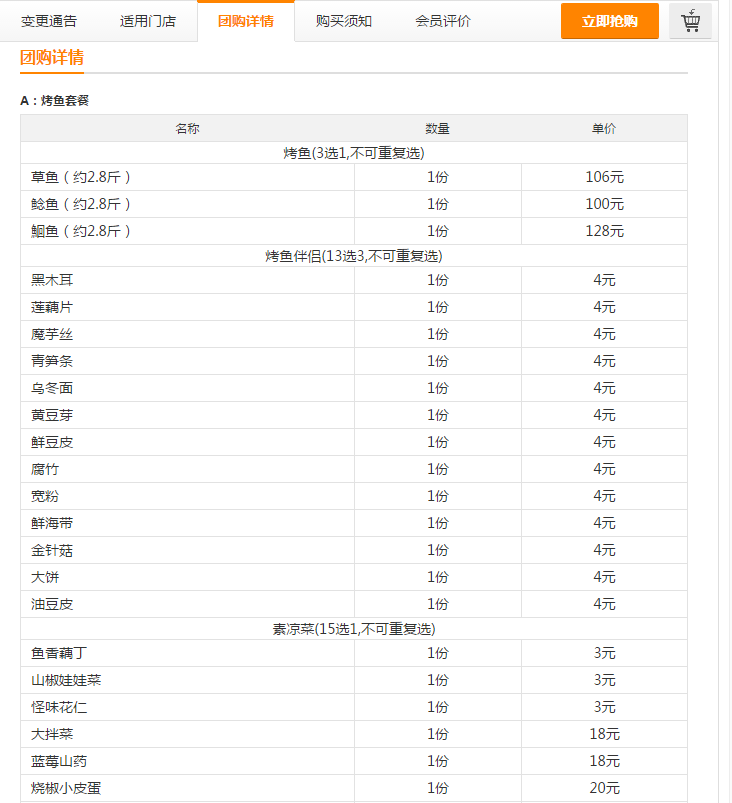 变更通告 适用门店 团购详情 购买须知 会员评价 立即抢购
团购详情
A：烤鱼套餐
名称 数量 单价
烤鱼(3选1,不可重复选)
草鱼（约2.8斤） 1份 106元
鲶鱼（约2.8斤） 1份 100元
鮰鱼（约2.8斤） 1份 128元
烤鱼伴侣(13选3,不可重复选)
黑木耳 1份 4元
莲藕片 1份 4元
魔芋丝 1份 4元
青笋条 1份 4元
乌冬面 1份 4元
黄豆芽 1份 4元
鲜豆皮 1份 4元
腐竹 1份 4元
宽粉 1份 4元
鲜海带 1份 4元
金针菇 1份 4元
大饼 1份 4元
油豆皮 1份 4元
素凉菜(15选1,不可重复选)
鱼香藕丁 1份 3元
山椒娃娃菜 1份 3元
怪味花仁 1份 3元
大拌菜 1份 18元
蓝莓山药 1份 18元
烧椒小皮蛋 1份 20元